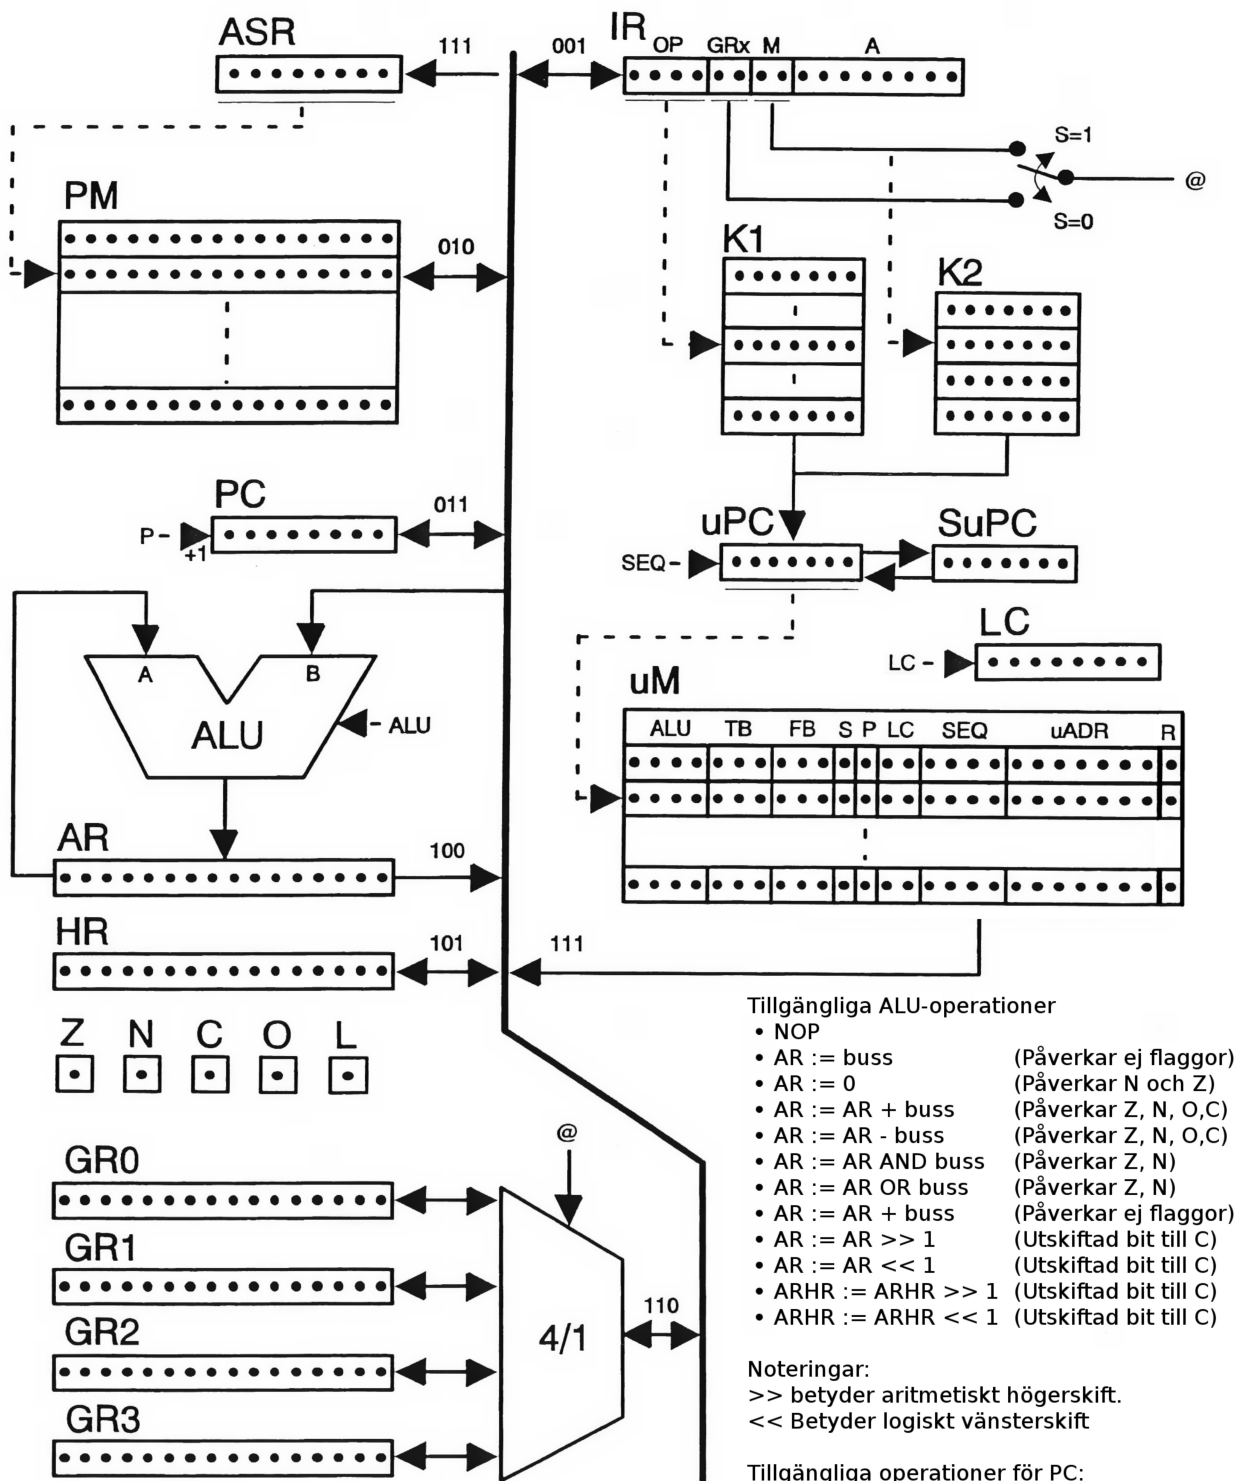 ASR
111
001
IR
OP GRx M A
S=1
@
S=0
PM
010
K1
K2
PC
P
+1
011
uPC
SuPC
SEQ
LC
LC
A B
ALU
ALU
uM
ALU TB FB S P LC SEQ uADR R
AR
100
HR
101
111
Z N C O L
Tillgängliga ALU-operationer
• NOP
• AR := buss (Påverkar ej flaggor)
• AR := 0 (Påverkar N och Z)
• AR := AR + buss (Påverkar Z, N, O,C)
• AR := AR - buss (Påverkar Z, N, O,C)
• AR := AR AND buss (Påverkar Z, N)
• AR := AR OR buss (Påverkar Z, N)
• AR := AR + buss (Påverkar ej flaggor)
• AR := AR >> 1 (Utskiftad bit till C)
• AR := AR << 1 (Utskiftad bit till C)
• ARHR := ARHR >> 1 (Utskiftad bit till C)
• ARHR := ARHR << 1 (Utskiftad bit till C)
@
GR0
GR1
GR2
GR3
4/1
110
Noteringar:
>> betyder aritmetiskt högerskift.
<< Betyder logiskt vänsterskift
Tillgängliga operationer för PC: